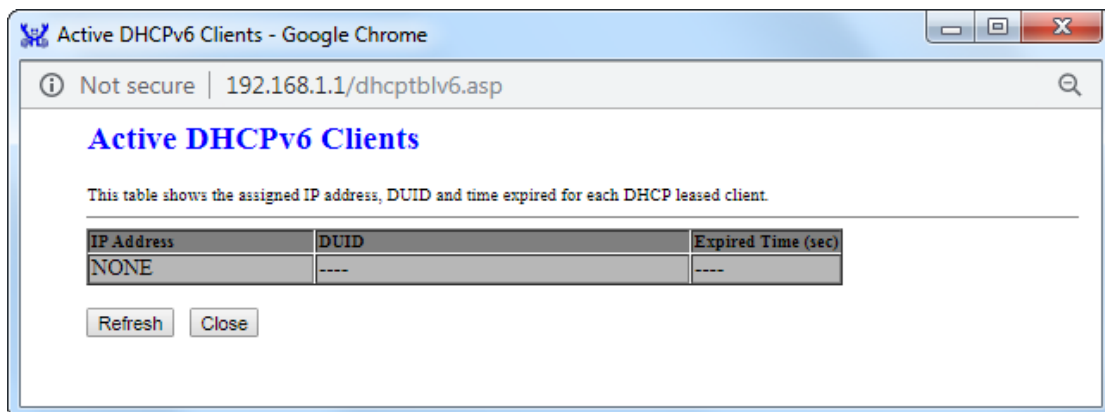 Active DHCPv6 Clients - Google Chrome
Not secure | 192.168.1.1/dhcptblv6.asp
Active DHCPv6 Clients
This table shows the assigned IP address, DUID and time expired for each DHCP leased client.
IP Address DUID Expired Time (sec)
NONE ---- ----
Refresh Close